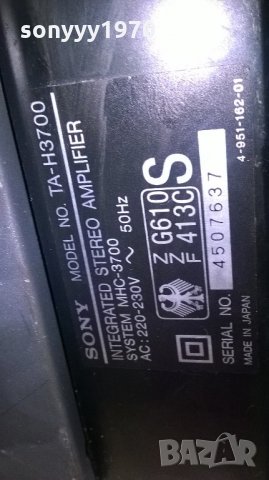 sonyyy1970
SONY MODEL NO. TA-H3700
INTEGRATED STEREO AMPLIFIER
SYSTEM MHC-3700
AC: 220-230V ~ 50Hz
Z G610
F 413C
S
SERIAL NO. 4507637
MADE IN JAPAN
4-951-162-01
BAZAR